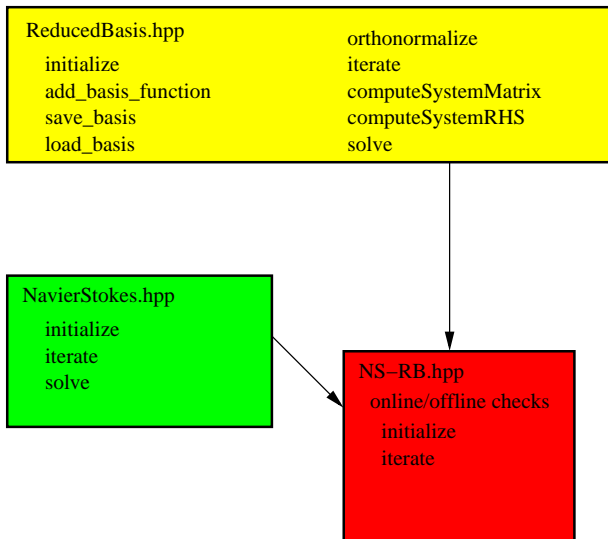 ReducedBasis.hpp
initialize
add_basis_function
save_basis
load_basis
orthonormalize
iterate
computeSystemMatrix
computeSystemRHS
solve
NavierStokes.hpp
initialize
iterate
solve
NS−RB.hpp
online/offline checks
initialize
iterate